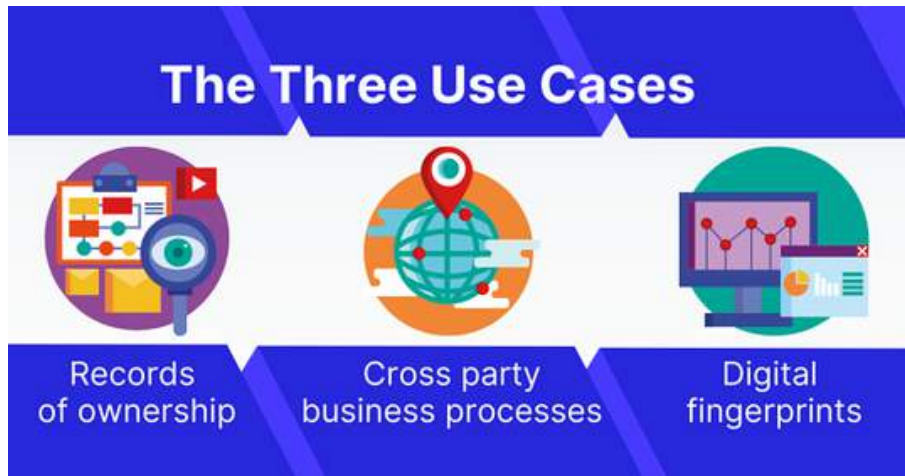 The Three Use Cases
Records
of ownership
Cross party
business processes
Digital
fingerprints